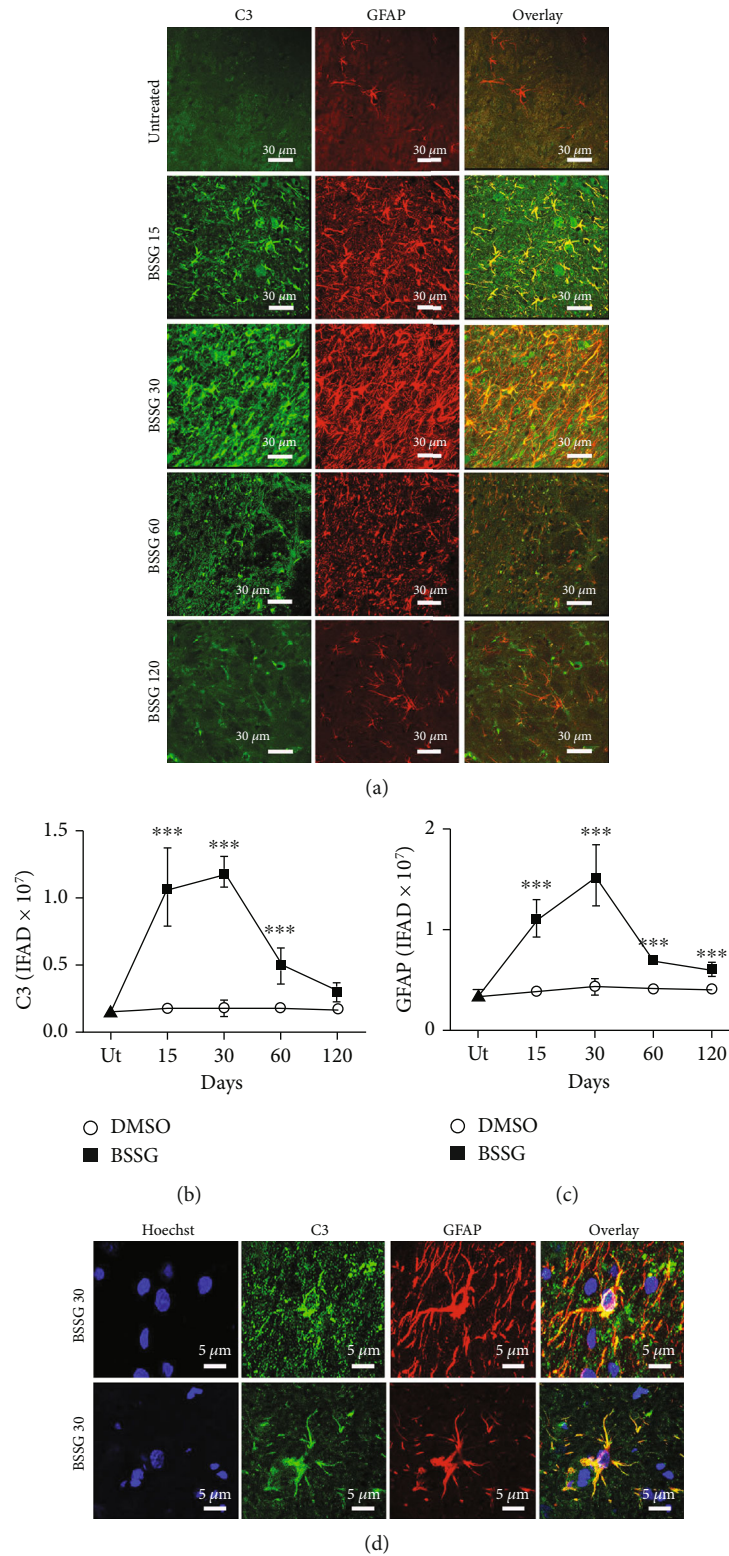 C3 GFAP Overlay
Untreated
30 µm 30 µm 30 µm
BSSG 15
30 µm 30 µm 30 µm
BSSG 30
30 µm 30 µm 30 µm
BSSG 60
30 µm 30 µm 30 µm
BSSG 120
30 µm 30 µm 30 µm
(a)
C3 (IFAD × 10⁷)
1.5
1.0
0.5
0.0
*** *** ***
Ut 15 30 60 120
Days
DMSO
BSSG
(b)
GFAP (IFAD × 10⁷)
2
1
0
*** *** *** ***
Ut 15 30 60 120
Days
DMSO
BSSG
(c)
Hoechst C3 GFAP Overlay
BSSG 30
5 µm 5 µm 5 µm 5 µm
BSSG 30
5 µm 5 µm 5 µm 5 µm
(d)